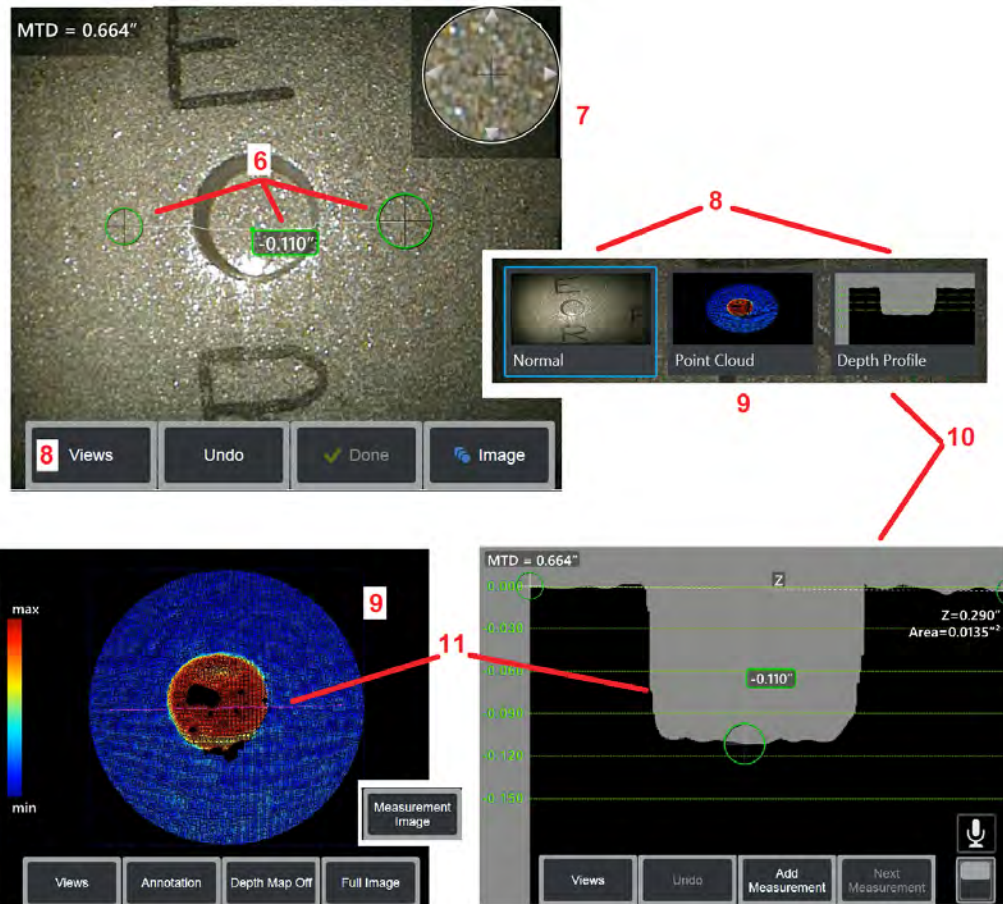 MTD = 0.664"
E
7
6
-0.110"
D
8 Views
Undo
Done
Image
8
E
Normal
Point Cloud
Depth Profile
9
10
9
max
min
11
Measurement
Image
Views
Annotation
Depth Map Off
Full Image
MTD = 0.664"
Z
0.000
Z=0.290"
Area=0.0135"²
-0.030
-0.060
-0.110"
-0.090
-0.120
-0.150
Views
Undo
Add
Measurement
Next
Measurement